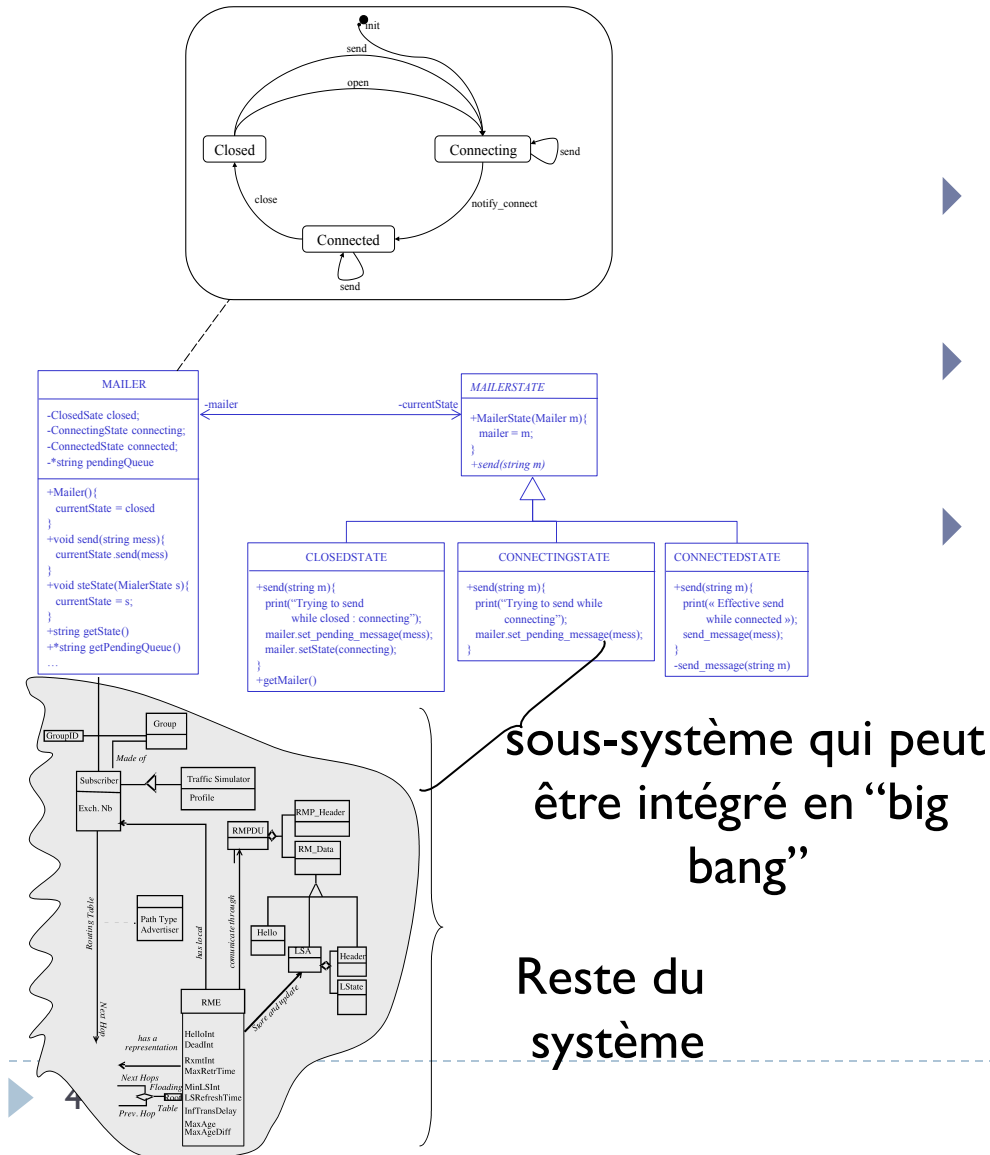 init
send
open
Closed
Connecting
send
close
notify_connect
Connected
send
MAILER
-ClosedSate closed;
-ConnectingState connecting;
-ConnectedState connected;
-*string pendingQueue
+Mailer(){
currentState = closed
}
+void send(string mess){
currentState.send(mess)
}
+void steState(MialerState s){
currentState = s;
}
+string getState()
+*string getPendingQueue()
…
-mailer
-currentState
MAILERSTATE
+MailerState(Mailer m){
mailer = m;
}
+send(string m)
CLOSEDSTATE
+send(string m){
print(“Trying to send
while closed : connecting”);
mailer.set_pending_message(mess);
mailer.setState(connecting);
}
+getMailer()
CONNECTINGSTATE
+send(string m){
print(“Trying to send while
connecting”);
mailer.set_pending_message(mess);
}
CONNECTEDSTATE
+send(string m){
print(« Effective send
while connected »);
send_message(mess);
}
-send_message(string m)
sous-système qui peut
être intégré en “big
bang”
Reste du
système
Group
GroupID
Made of
Subscriber
Exch. Nb
Traffic Simulator
Profile
RMPDU
RMP_Header
RM_Data
Routing Table
Path Type
Advertiser
has local
comunicate through
Hello
LSA
Header
LState
Store and update
Next Hop
RME
HelloInt
DeadInt
RxmtInt
MaxRetrTime
MinLSInt
LSRefreshTime
InfTransDelay
MaxAge
MaxAgeDiff
has a
representation
Next Hops
Floading
Root
Prev. Hop
Table
4